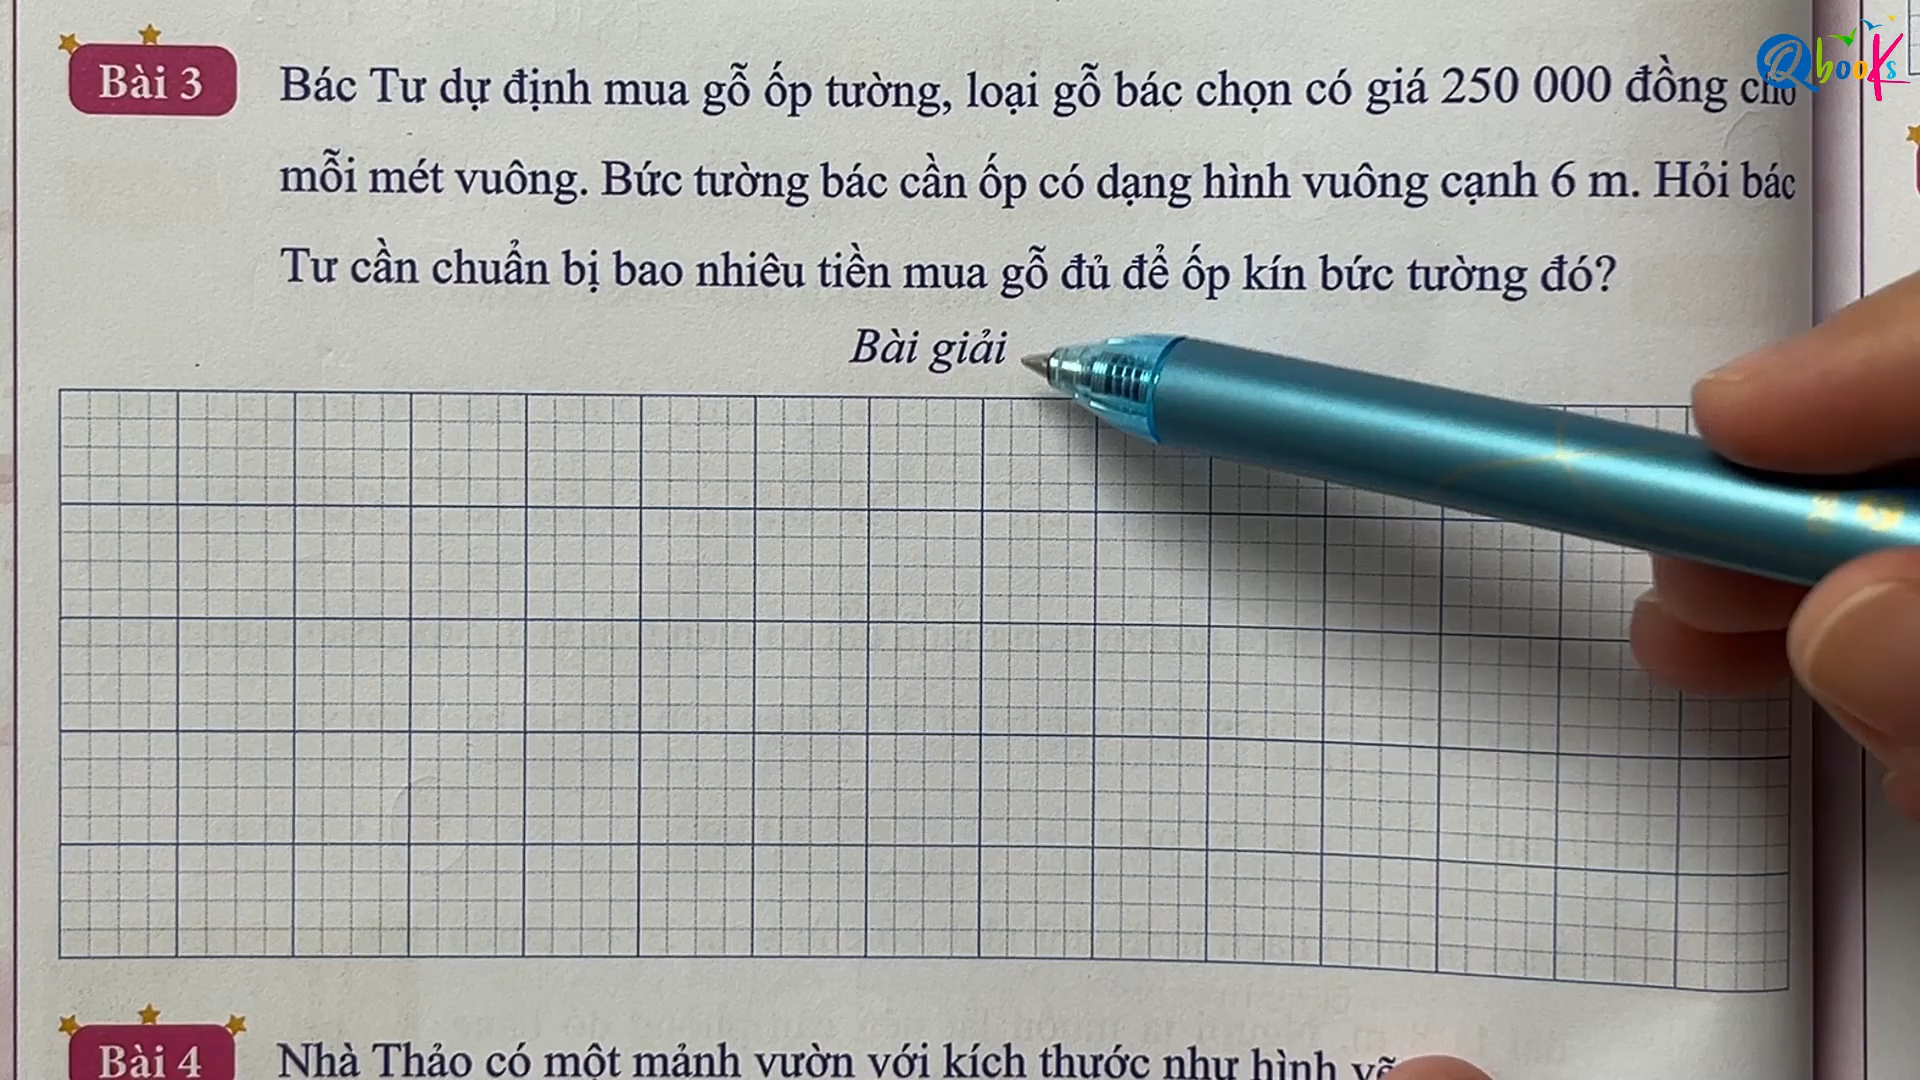 Qbooks
Bài 3
Bác Tư dự định mua gỗ ốp tường, loại gỗ bác chọn có giá 250 000 đồng cho
mỗi mét vuông. Bức tường bác cần ốp có dạng hình vuông cạnh 6 m. Hỏi bác
Tư cần chuẩn bị bao nhiêu tiền mua gỗ đủ để ốp kín bức tường đó?
Bài giải
Bài 4
Nhà Thảo có một mảnh vườn với kích thước như hình vẽ